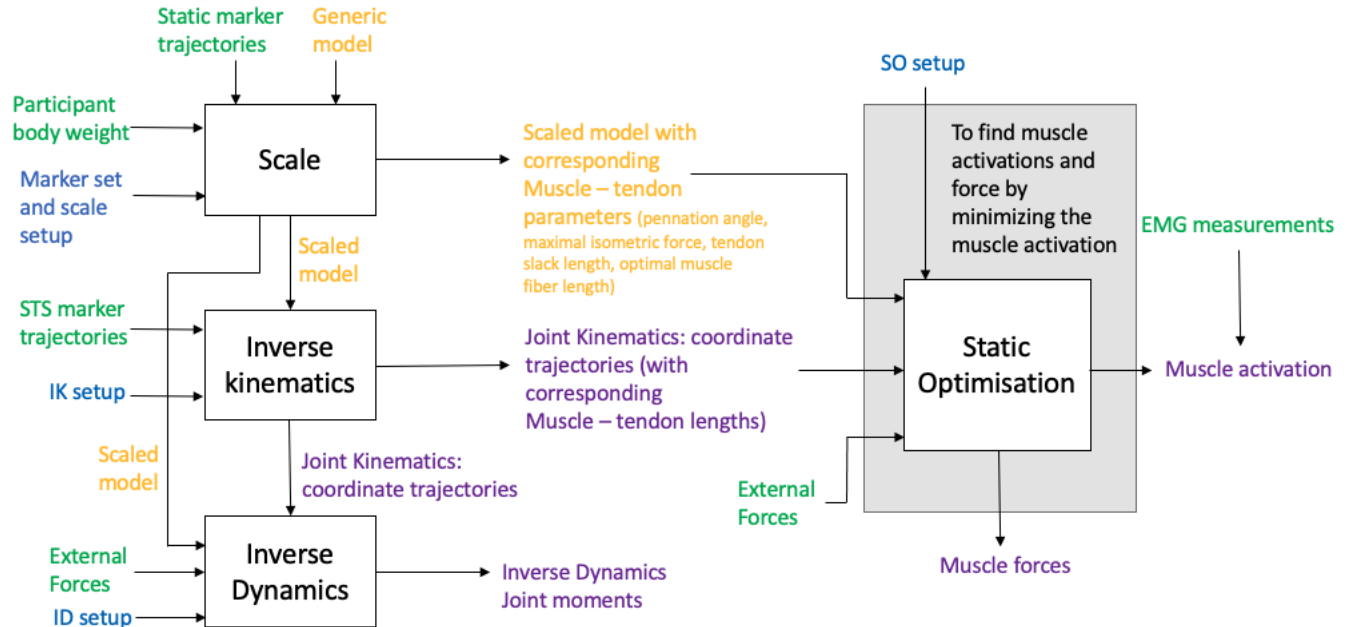 Static marker
trajectories
Generic
model
SO setup
Participant
body weight
Scale
Marker set
and scale
setup
Scaled model with
corresponding
Muscle – tendon
parameters (pennation angle,
maximal isometric force, tendon
slack length, optimal muscle
fiber length)
To find muscle
activations and
force by
minimizing the
muscle activation
EMG measurements
Scaled
model
STS marker
trajectories
Inverse
kinematics
IK setup
Joint Kinematics: coordinate
trajectories (with
corresponding
Muscle – tendon lengths)
Static
Optimisation
Muscle activation
Scaled
model
Joint Kinematics:
coordinate trajectories
External
Forces
External
Forces
ID setup
Inverse
Dynamics
Inverse Dynamics
Joint moments
Muscle forces